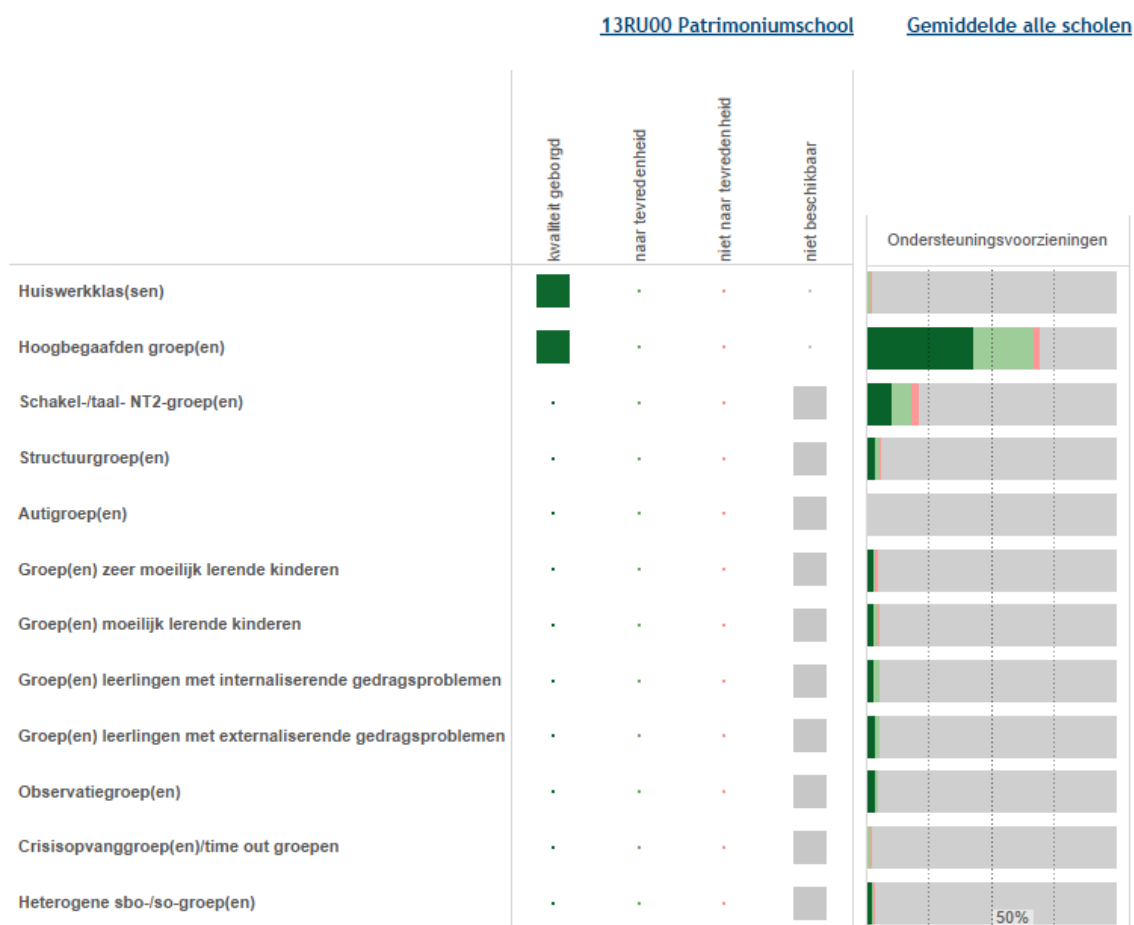 13RU00 Patrimoniumschool Gemiddelde alle scholen
kwaliteit geborgd
naar tevredenheid
niet naar tevredenheid
niet beschikbaar
Ondersteuningsvoorzieningen
Huiswerkklas(sen)
Hoogbegaafden groep(en)
Schakel-/taal- NT2-groep(en)
Structuurgroep(en)
Autigroep(en)
Groep(en) zeer moeilijk lerende kinderen
Groep(en) moeilijk lerende kinderen
Groep(en) leerlingen met internaliserende gedragsproblemen
Groep(en) leerlingen met externaliserende gedragsproblemen
Observatiegroep(en)
Crisisopvanggroep(en)/time out groepen
Heterogene sbo-/so-groep(en)
50%